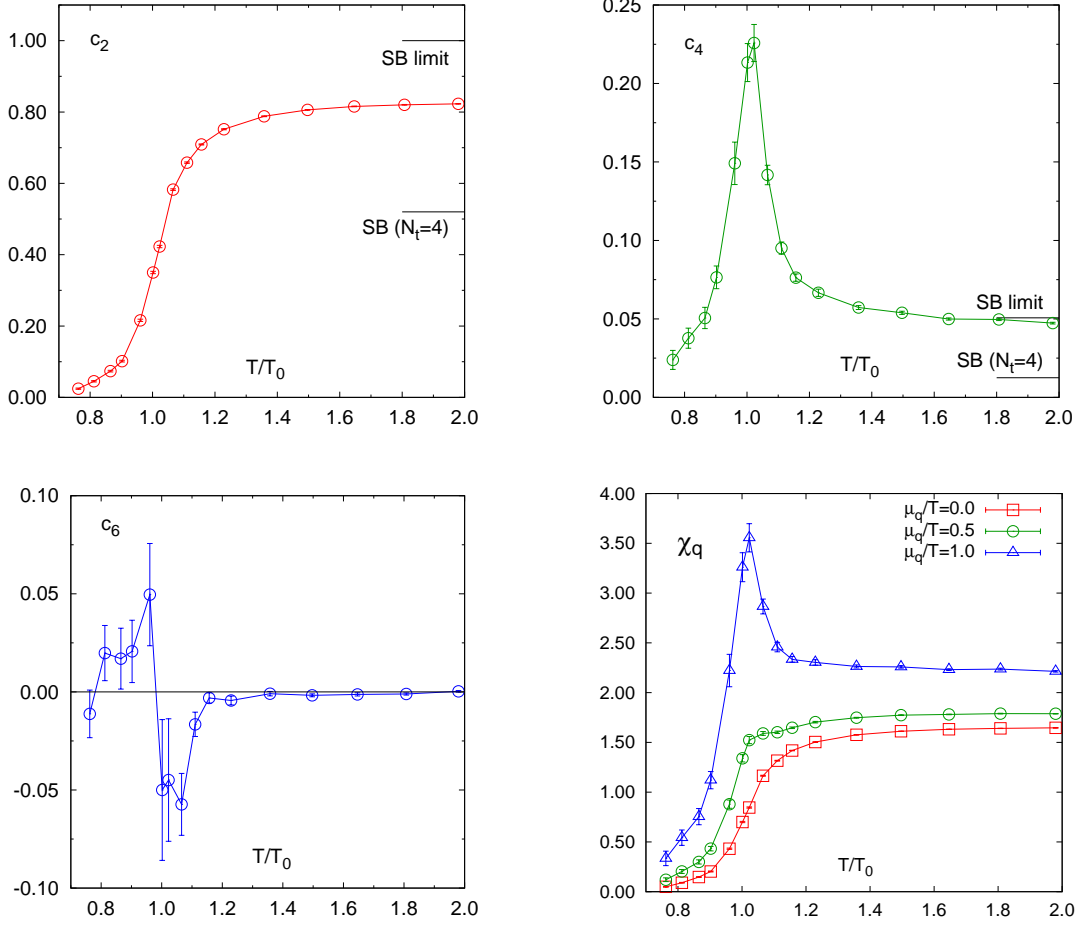 1.00
0.80
0.60
0.40
0.20
0.00
c2
SB limit
SB (Nt=4)
T/T0
0.8 1.0 1.2 1.4 1.6 1.8 2.0
0.25
0.20
0.15
0.10
0.05
0.00
c4
SB limit
SB (Nt=4)
T/T0
0.8 1.0 1.2 1.4 1.6 1.8 2.0
0.10
0.05
0.00
-0.05
-0.10
c6
T/T0
0.8 1.0 1.2 1.4 1.6 1.8 2.0
4.00
3.50
3.00
2.50
2.00
1.50
1.00
0.50
0.00
χq
μq/T=0.0
μq/T=0.5
μq/T=1.0
T/T0
0.8 1.0 1.2 1.4 1.6 1.8 2.0